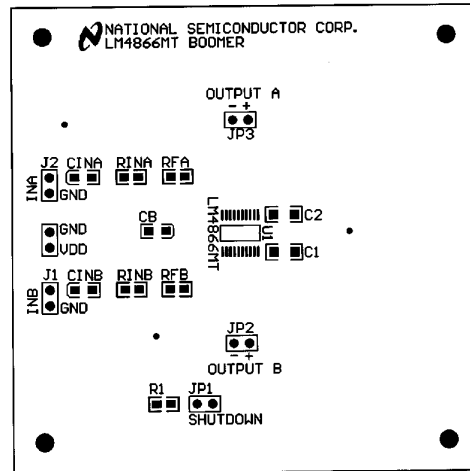 NATIONAL SEMICONDUCTOR CORP.
LM4866MT BOOMER
OUTPUT A
- +
JP3
J2 CINA RINA RFA
INA
GND
LM4866MT
U1
C2
CB
GND
VDD
C1
J1 CINB RINB RFB
INB
GND
JP2
- +
OUTPUT B
R1 JP1
SHUTDOWN